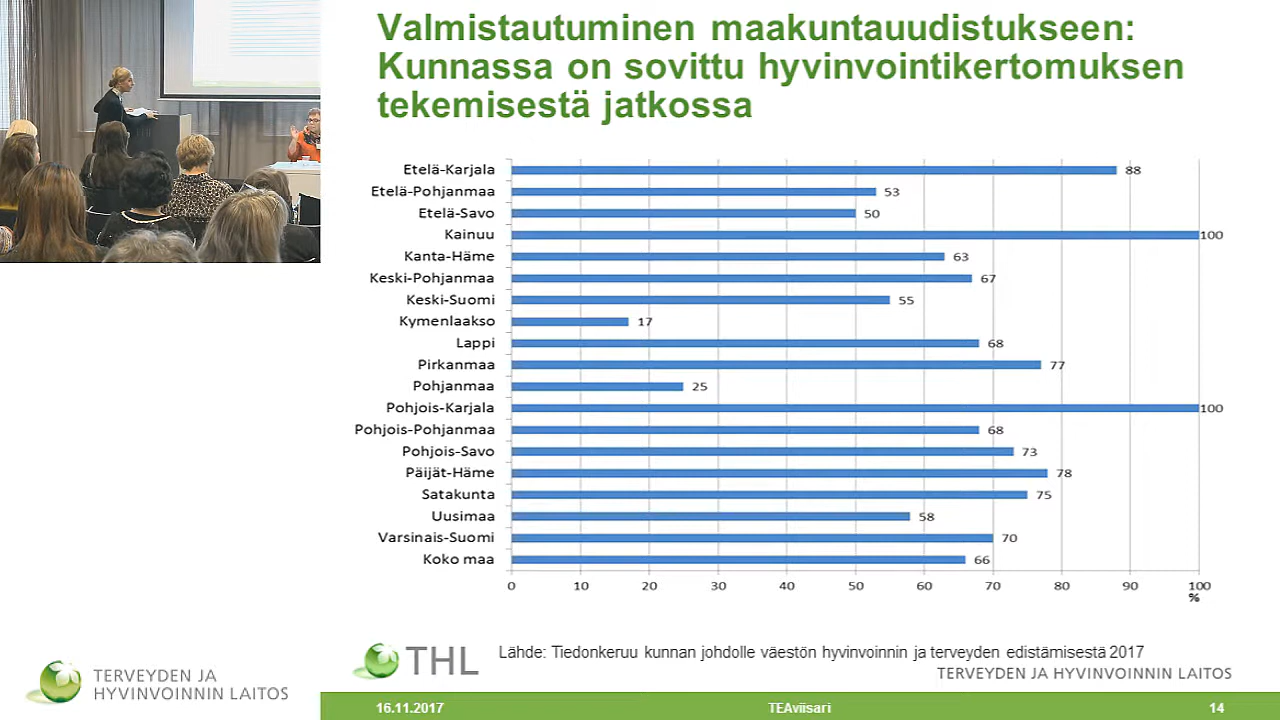 Valmistautuminen maakuntauudistukseen:
Kunnassa on sovittu hyvinvointikertomuksen
tekemisestä jatkossa
Etelä-Karjala 88
Etelä-Pohjanmaa 53
Etelä-Savo 50
Kainuu 100
Kanta-Häme 63
Keski-Pohjanmaa 67
Keski-Suomi 55
Kymenlaakso 17
Lappi 68
Pirkanmaa 77
Pohjanmaa 25
Pohjois-Karjala 100
Pohjois-Pohjanmaa 68
Pohjois-Savo 73
Päijät-Häme 78
Satakunta 75
Uusimaa 58
Varsinais-Suomi 70
Koko maa 66
0 10 20 30 40 50 60 70 80 90 100
%
THL
Lähde: Tiedonkeruu kunnan johdolle väestön hyvinvoinnin ja terveyden edistämisestä 2017
TERVEYDEN JA HYVINVOINNIN LAITOS
TERVEYDEN JA
HYVINVOINNIN LAITOS
16.11.2017 TEAviisari 14